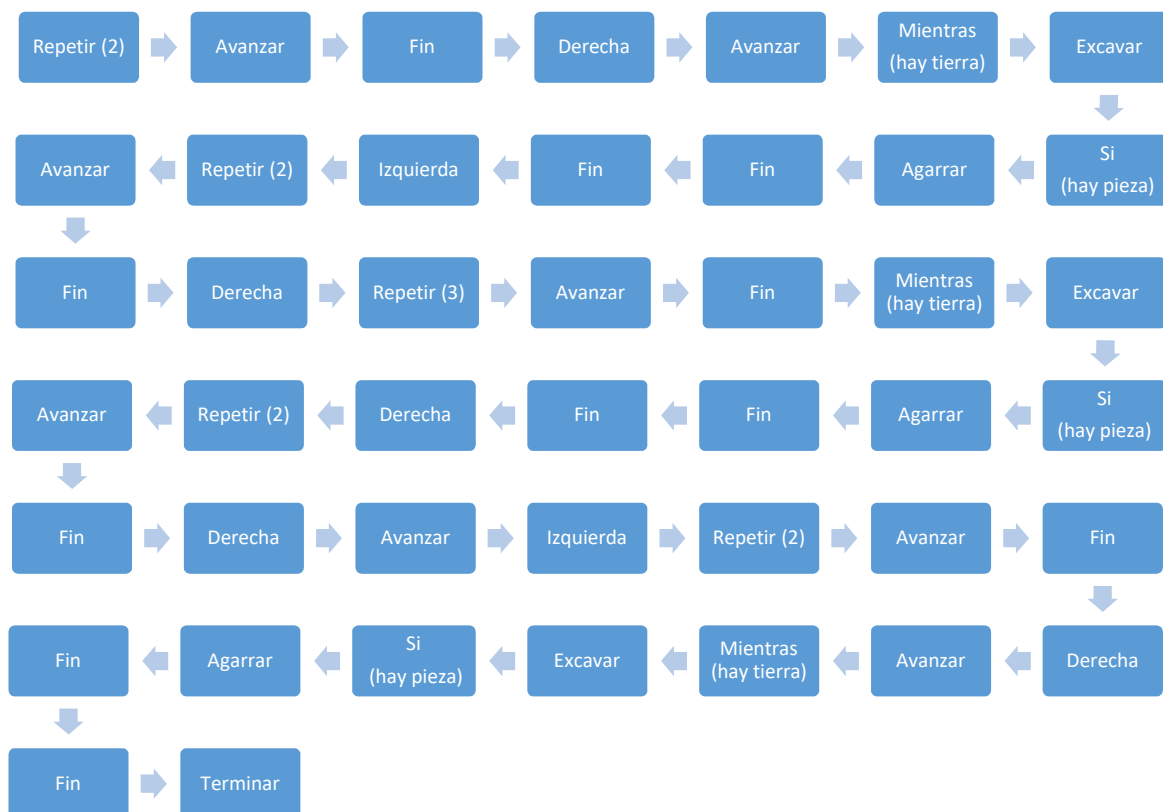 Repetir (2)
Avanzar
Fin
Derecha
Avanzar
Mientras
(hay tierra)
Excavar
Si
(hay pieza)
Agarrar
Fin
Fin
Izquierda
Repetir (2)
Avanzar
Fin
Derecha
Repetir (3)
Avanzar
Fin
Mientras
(hay tierra)
Excavar
Si
(hay pieza)
Agarrar
Fin
Fin
Derecha
Repetir (2)
Avanzar
Fin
Derecha
Avanzar
Izquierda
Repetir (2)
Avanzar
Fin
Derecha
Avanzar
Mientras
(hay tierra)
Excavar
Si
(hay pieza)
Agarrar
Fin
Fin
Terminar